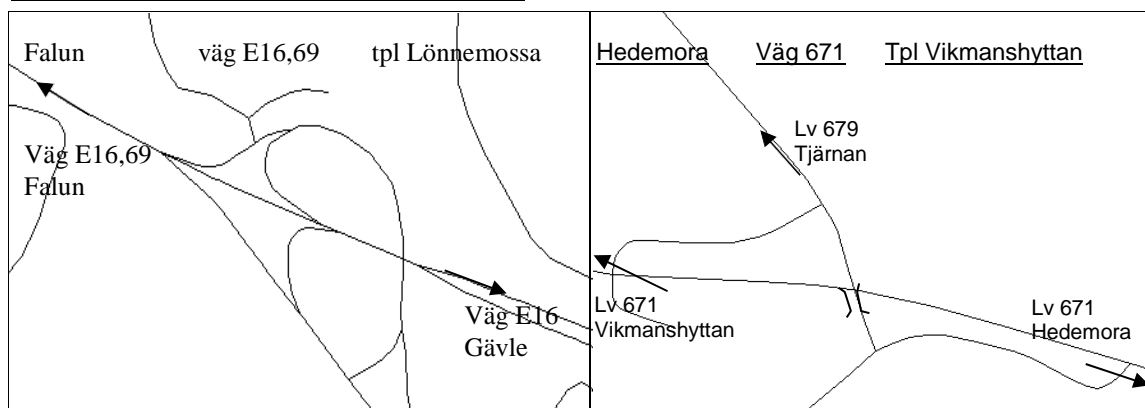 Falun väg E16,69 tpl Lönnemossa
Väg E16,69
Falun
Väg E16
Gävle
Hedemora Väg 671 Tpl Vikmanshyttan
Lv 679
Tjärnan
Lv 671
Vikmanshyttan
Lv 671
Hedemora